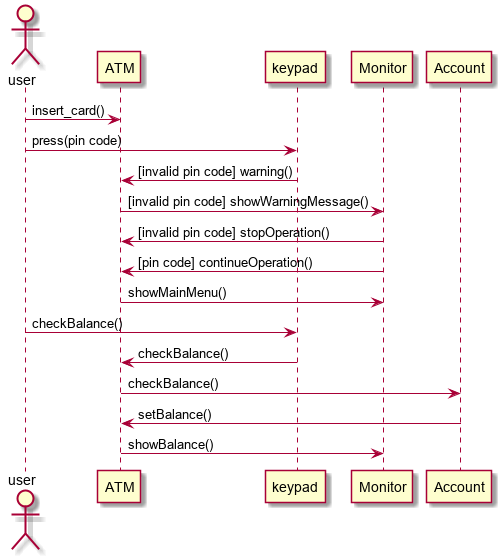 user
ATM
keypad
Monitor
Account
insert_card()
press(pin code)
[invalid pin code] warning()
[invalid pin code] showWarningMessage()
[invalid pin code] stopOperation()
[pin code] continueOperation()
showMainMenu()
checkBalance()
checkBalance()
checkBalance()
setBalance()
showBalance()
user
ATM
keypad
Monitor
Account